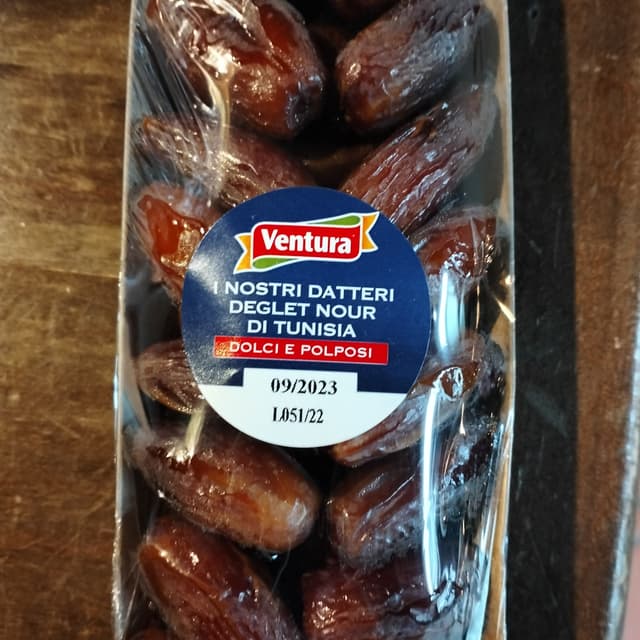 Ventura
I NOSTRI DATTERI
DEGLET NOUR
DI TUNISIA
DOLCI E POLPOSI
09/2023
L051/22